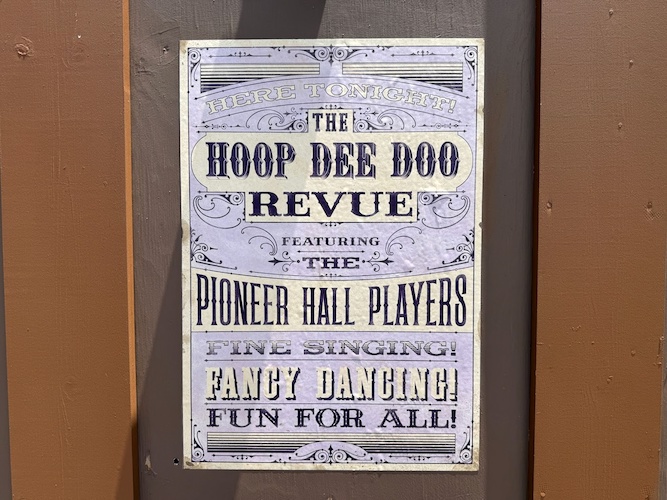 HERE TONIGHT!
THE
HOOP DEE DOO
REVUE
FEATURING
THE
PIONEER HALL PLAYERS
FINE SINGING!
FANCY DANCING!
FUN FOR ALL!